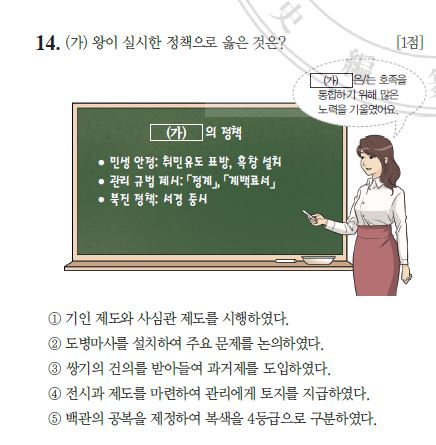 史
編
14. (가) 왕이 실시한 정책으로 옳은 것은? [1점]
(가) 은/는 호족을
통합하기 위해 많은
노력을 기울였어요.
(가) 의 정책
• 민생 안정: 취민유도 표방, 흑창 설치
• 관리 규범 제시: 「정계」, 「계백료서」
• 북진 정책: 서경 중시
① 기인 제도와 사심관 제도를 시행하였다.
② 도병마사를 설치하여 주요 문제를 논의하였다.
③ 쌍기의 건의를 받아들여 과거제를 도입하였다.
④ 전시과 제도를 마련하여 관리에게 토지를 지급하였다.
⑤ 백관의 공복을 제정하여 복색을 4등급으로 구분하였다.